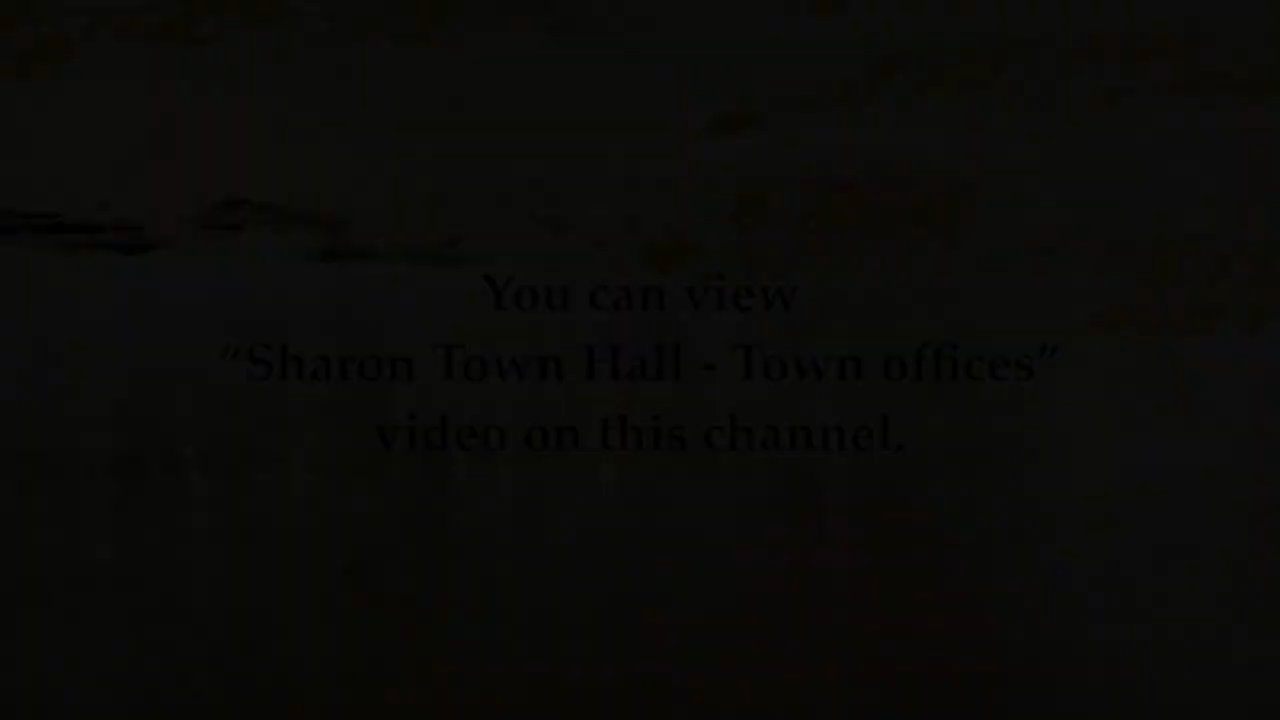 You can view
“Sharon Town Hall - Town offices”
video on this channel.